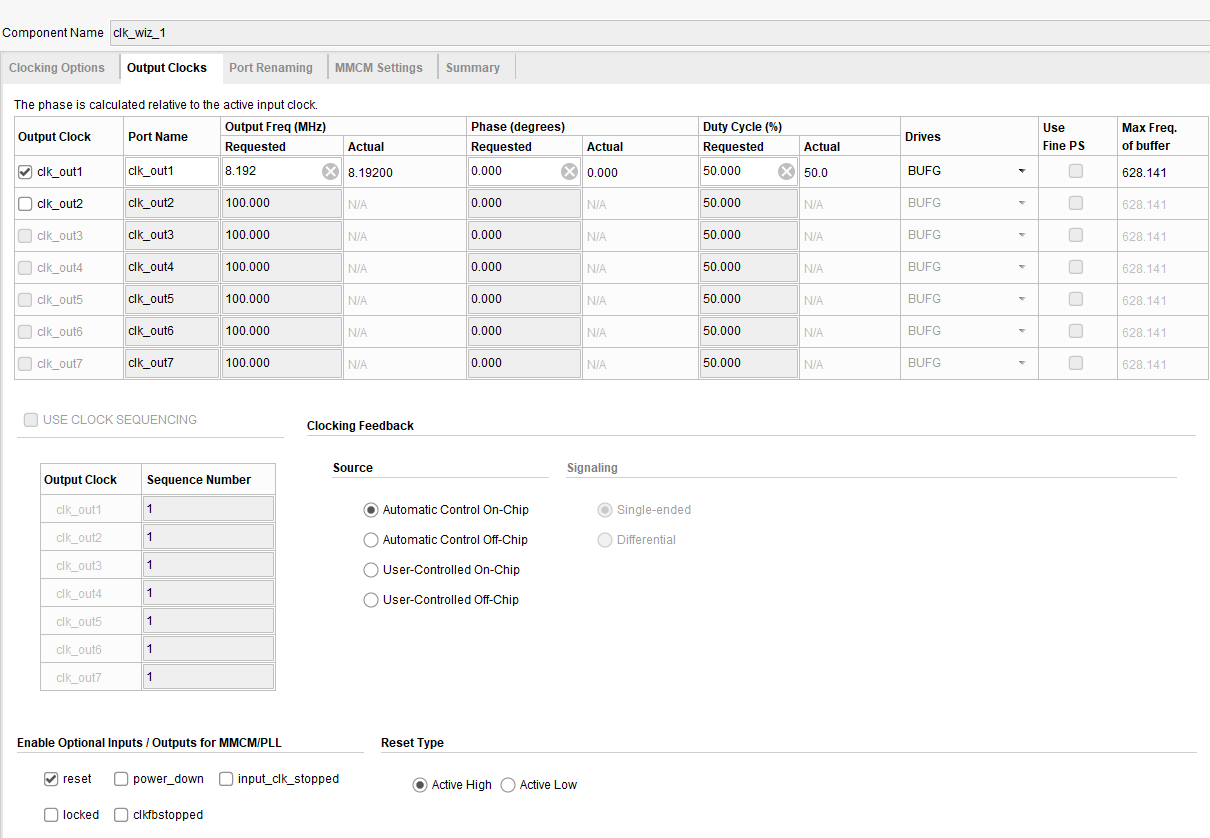 Component Name clk_wiz_1
Clocking Options Output Clocks Port Renaming MMCM Settings Summary
The phase is calculated relative to the active input clock.
Output Clock Port Name Output Freq (MHz) Phase (degrees) Duty Cycle (%) Drives Use Fine PS Max Freq. of buffer
Requested Actual Requested Actual Requested Actual
clk_out1 clk_out1 8.192 8.19200 0.000 0.000 50.000 50.0 BUFG 628.141
clk_out2 clk_out2 100.000 N/A 0.000 N/A 50.000 N/A BUFG 628.141
clk_out3 clk_out3 100.000 N/A 0.000 N/A 50.000 N/A BUFG 628.141
clk_out4 clk_out4 100.000 N/A 0.000 N/A 50.000 N/A BUFG 628.141
clk_out5 clk_out5 100.000 N/A 0.000 N/A 50.000 N/A BUFG 628.141
clk_out6 clk_out6 100.000 N/A 0.000 N/A 50.000 N/A BUFG 628.141
clk_out7 clk_out7 100.000 N/A 0.000 N/A 50.000 N/A BUFG 628.141
USE CLOCK SEQUENCING
Output Clock Sequence Number
clk_out1 1
clk_out2 1
clk_out3 1
clk_out4 1
clk_out5 1
clk_out6 1
clk_out7 1
Clocking Feedback
Source Signaling
Automatic Control On-Chip Single-ended
Automatic Control Off-Chip Differential
User-Controlled On-Chip
User-Controlled Off-Chip
Enable Optional Inputs / Outputs for MMCM/PLL Reset Type
reset power_down input_clk_stopped Active High Active Low
locked clkfbstopped